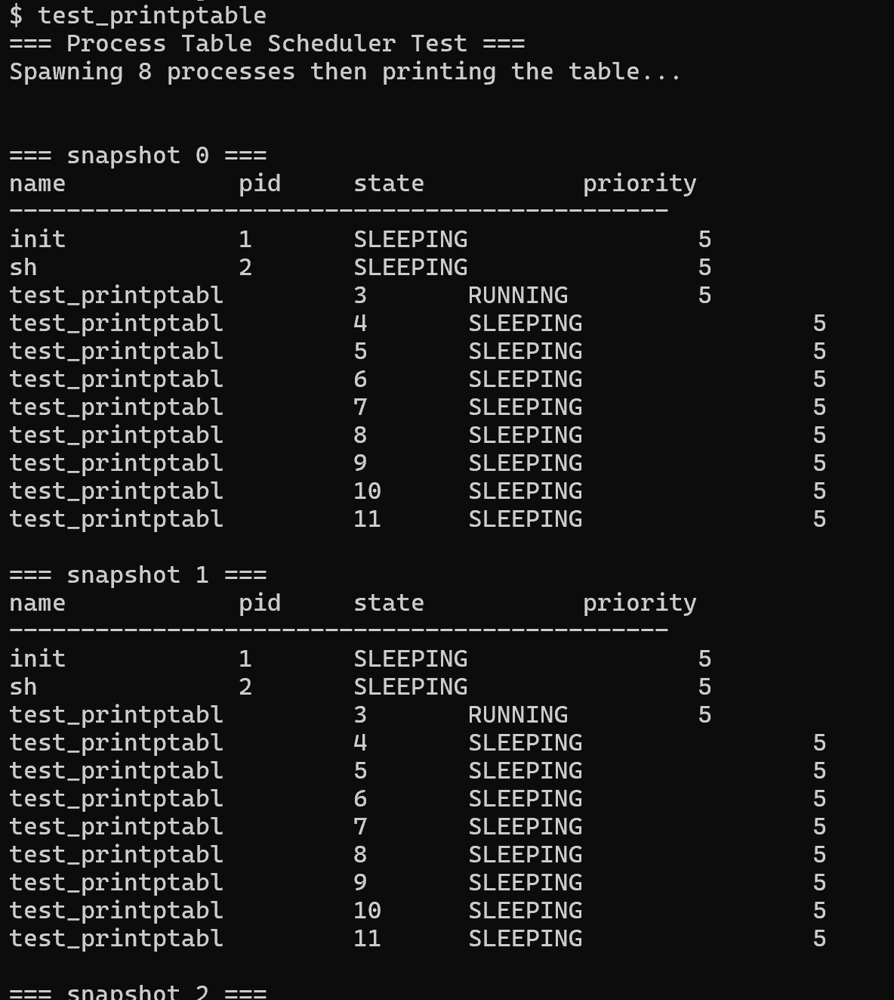 $ test_printptable
=== Process Table Scheduler Test ===
Spawning 8 processes then printing the table...
=== snapshot 0 ===
name            pid     state           priority
----------------------------------------------
init            1       SLEEPING                5
sh              2       SLEEPING                5
test_printptabl         3       RUNNING         5
test_printptabl         4       SLEEPING                5
test_printptabl         5       SLEEPING                5
test_printptabl         6       SLEEPING                5
test_printptabl         7       SLEEPING                5
test_printptabl         8       SLEEPING                5
test_printptabl         9       SLEEPING                5
test_printptabl         10      SLEEPING                5
test_printptabl         11      SLEEPING                5
=== snapshot 1 ===
name            pid     state           priority
----------------------------------------------
init            1       SLEEPING                5
sh              2       SLEEPING                5
test_printptabl         3       RUNNING         5
test_printptabl         4       SLEEPING                5
test_printptabl         5       SLEEPING                5
test_printptabl         6       SLEEPING                5
test_printptabl         7       SLEEPING                5
test_printptabl         8       SLEEPING                5
test_printptabl         9       SLEEPING                5
test_printptabl         10      SLEEPING                5
test_printptabl         11      SLEEPING                5
=== snapshot 2 ===